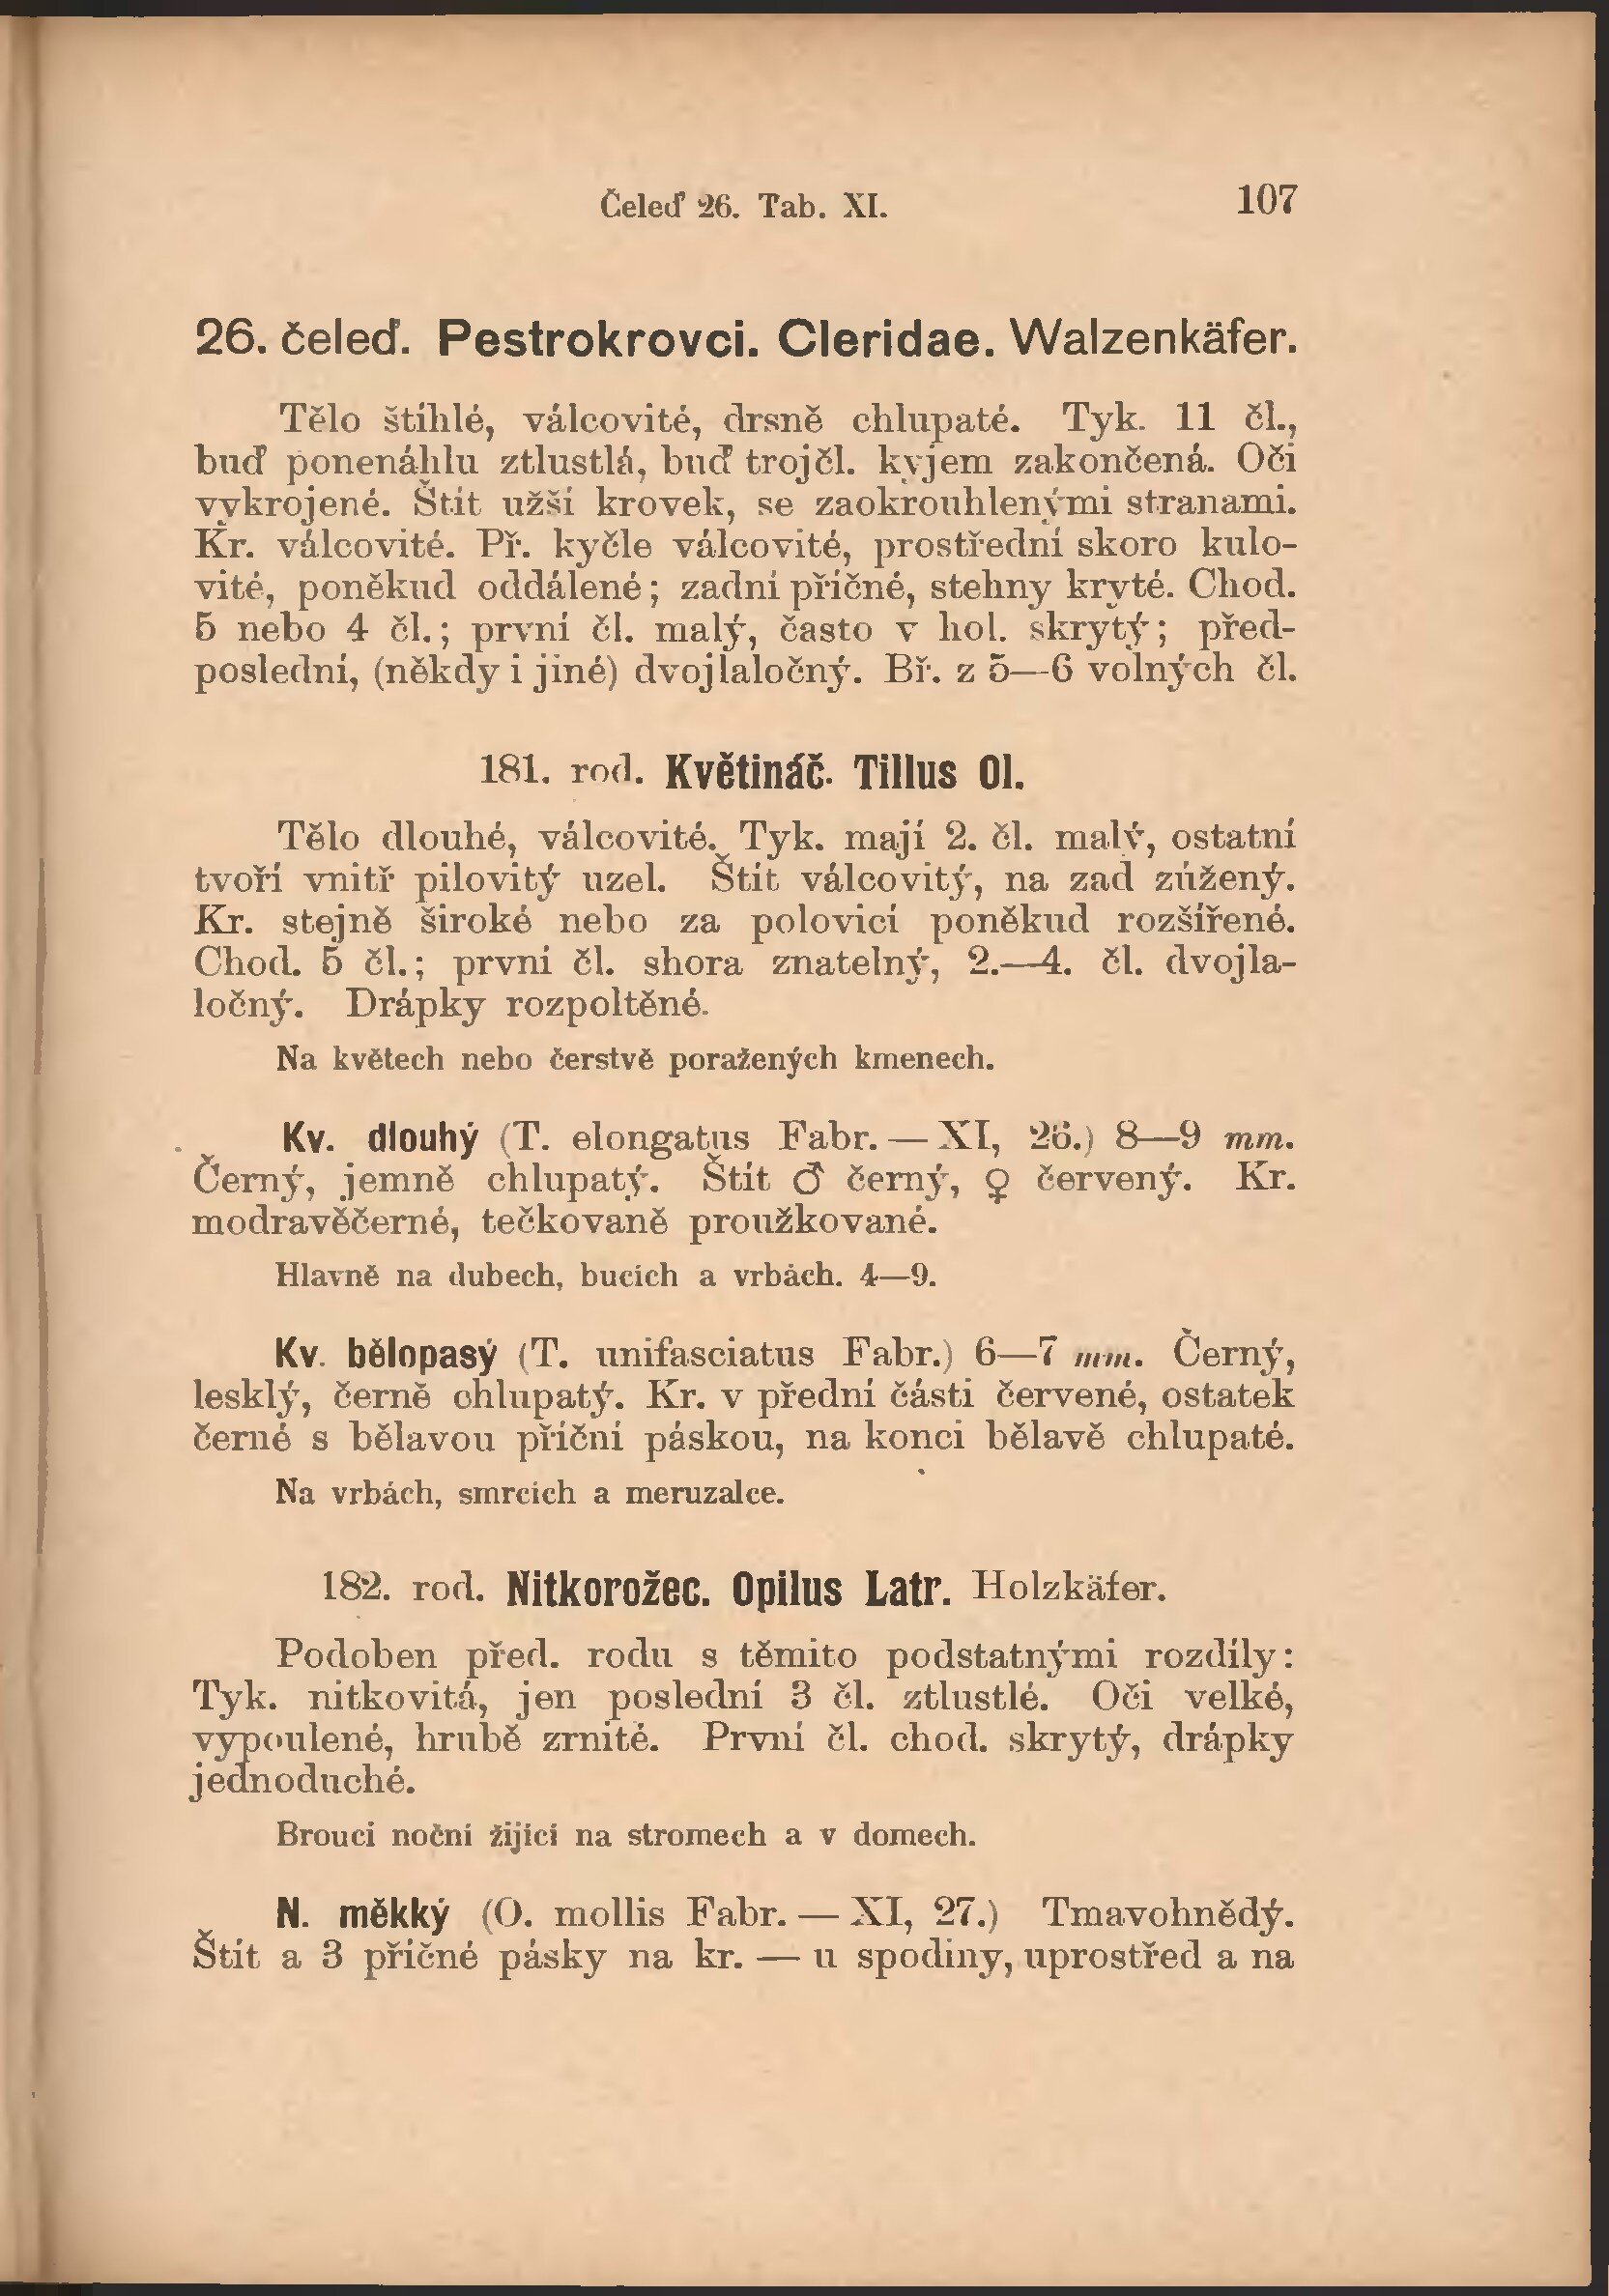 Čeleď 26. Tab. XI. 107
26. čeleď. Pestrokrovci. Cleridae. Walzenkäfer.
Tělo štíhlé, válcovité, drsně chlupaté. Tyk. 11 čl.,
buď ponenáhlu ztlustlá, buď trojčl. kyjem zakončená. Oči
vykrojené. Štít užší krovek, se zaokrouhlenými stranami.
Kr. válcovité. Př. kyčle válcovité, prostřední skoro kulo-
vité, poněkud oddálené; zadní příčné, stehny kryté. Chod.
5 nebo 4 čl.; první čl. malý, často v hol. skrytý; před-
poslední, (někdy i jiné) dvojlaločný. Bř. z 5—6 volných čl.
181. rod. Květináč. Tillus Ol.
Tělo dlouhé, válcovité. Tyk. mají 2. čl. malý, ostatní
tvoří vnitř pilovitý uzel. Štít válcovitý, na zad zúžený.
Kr. stejně široké nebo za polovicí poněkud rozšířené.
Chod. 5 čl.; první čl. shora znatelný, 2.—4. čl. dvojla-
ločný. Drápky rozpoltěné.
Na květech nebo čerstvě poražených kmenech.
Kv. dlouhý (T. elongatus Fabr. — XI, 26.) 8—9 mm.
Černý, jemně chlupatý. Štít ♂ černý, ♀ červený. Kr.
modravěčerné, tečkovaně proužkované.
Hlavně na dubech, bucích a vrbách. 4—9.
Kv. bělopasý (T. unifasciatus Fabr.) 6—7 mm. Černý,
lesklý, černě chlupatý. Kr. v přední části červené, ostatek
černé s bělavou příční páskou, na konci bělavě chlupaté.
Na vrbách, smrcích a meruzalce.
182. rod. Nitkorožec. Opilus Latr. Holzkäfer.
Podoben před. rodu s těmito podstatnými rozdíly:
Tyk. nitkovitá, jen poslední 3 čl. ztlustlé. Oči velké,
vypoulené, hrubě zrnité. První čl. chod. skrytý, drápky
jednoduché.
Brouci noční žijící na stromech a v domech.
N. měkký (O. mollis Fabr. — XI, 27.) Tmavohnědý.
Štít a 3 příčné pásky na kr. — u spodiny, uprostřed a na